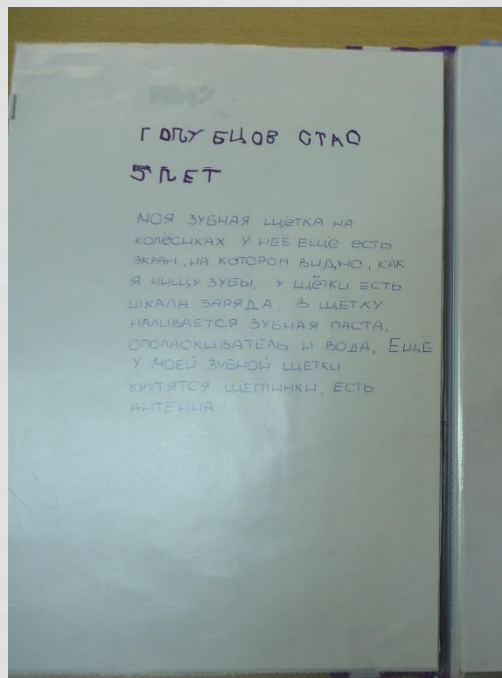 ГОЛУБЦОВ СТАС
5 ЛЕТ
МОЯ ЗУБНАЯ ЩЁТКА НА
КОЛЁСИКАХ У НЕЁ ЕЩЁ ЕСТЬ
ЭКРАН, НА КОТОРОМ ВИДНО, КАК
Я ЧИЩУ ЗУБЫ. У ЩЁТКИ ЕСТЬ
ШКАЛА ЗАРЯДА. В ЩЁТКУ
НАЛИВАЕТСЯ ЗУБНАЯ ПАСТА,
ОПОЛАСКИВАТЕЛЬ И ВОДА, ЕЩЕ
У МОЕЙ ЗУБНОЙ ЩЕТКИ
КРУТЯТСЯ ЩЕТИНКИ, ЕСТЬ
АНТЕННА.